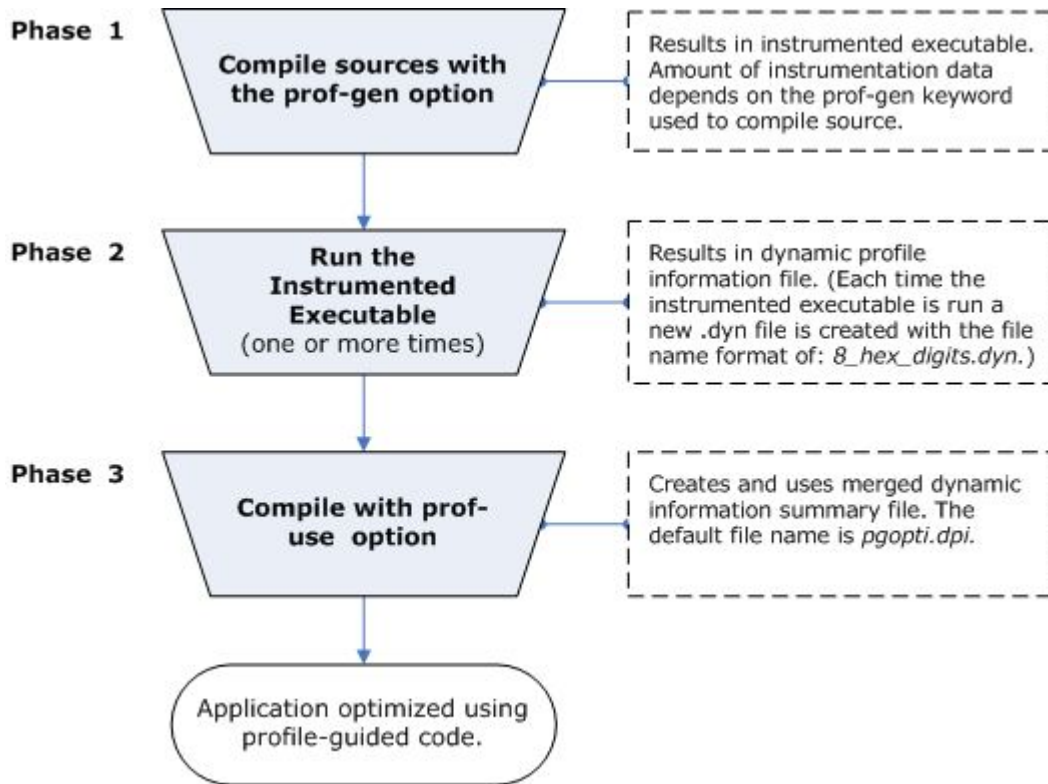 Phase 1
Compile sources with
the prof-gen option
Results in instrumented executable.
Amount of instrumentation data
depends on the prof-gen keyword
used to compile source.
Phase 2
Run the
Instrumented
Executable
(one or more times)
Results in dynamic profile
information file. (Each time the
instrumented executable is run a
new .dyn file is created with the file
name format of: 8_hex_digits.dyn.)
Phase 3
Compile with prof-
use option
Creates and uses merged dynamic
information summary file. The
default file name is pgopti.dpi.
Application optimized using
profile-guided code.